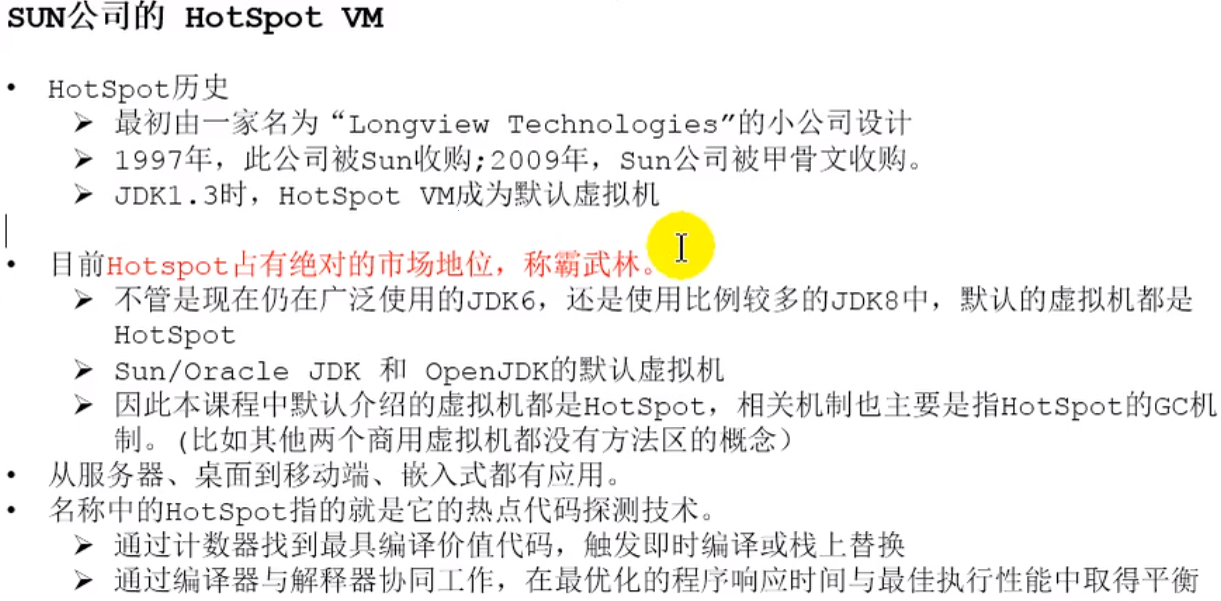 SUN公司的 HotSpot VM
• HotSpot历史
➢ 最初由一家名为“Longview Technologies”的小公司设计
➢ 1997年，此公司被Sun收购;2009年，Sun公司被甲骨文收购。
➢ JDK1.3时，HotSpot VM成为默认虚拟机
• 目前Hotspot占有绝对的市场地位，称霸武林。
➢ 不管是现在仍在广泛使用的JDK6，还是使用比例较多的JDK8中，默认的虚拟机都是
HotSpot
➢ Sun/Oracle JDK 和 OpenJDK的默认虚拟机
➢ 因此本课程中默认介绍的虚拟机都是HotSpot，相关机制也主要是指HotSpot的GC机
制。(比如其他两个商用虚拟机都没有方法区的概念）
• 从服务器、桌面到移动端、嵌入式都有应用。
• 名称中的HotSpot指的就是它的热点代码探测技术。
➢ 通过计数器找到最具编译价值代码，触发即时编译或栈上替换
➢ 通过编译器与解释器协同工作，在最优化的程序响应时间与最佳执行性能中取得平衡